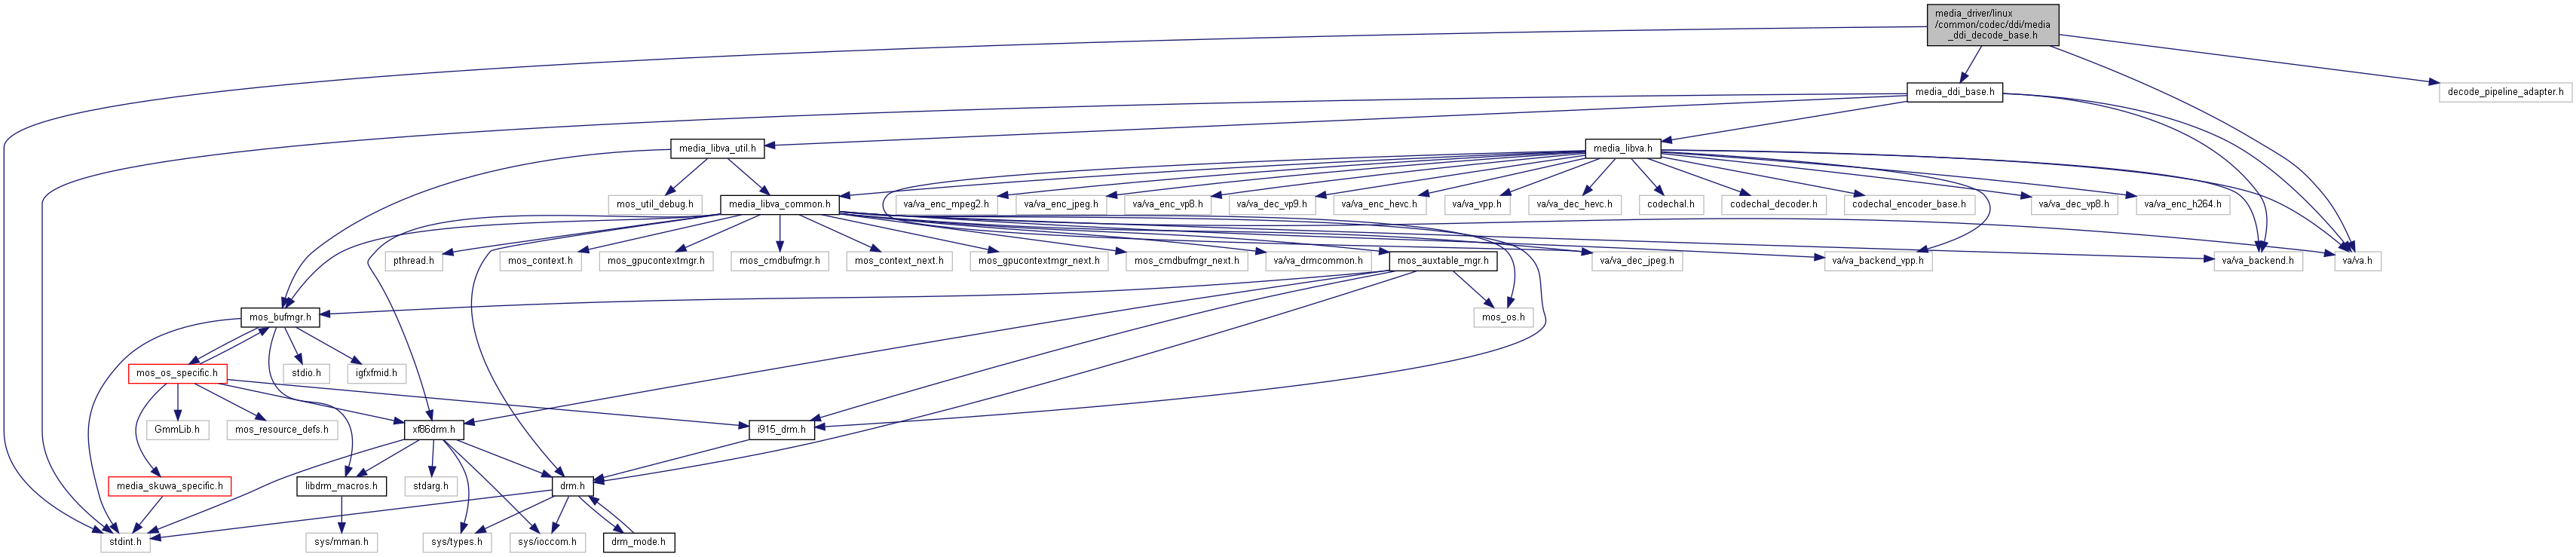 media_driver/linux
/common/codec/ddi/media
_ddi_decode_base.h
media_ddi_base.h
decode_pipeline_adapter.h
media_libva_util.h
media_libva.h
mos_util_debug.h
media_libva_common.h
va/va_enc_mpeg2.h
va/va_enc_jpeg.h
va/va_enc_vp8.h
va/va_dec_vp9.h
va/va_enc_hevc.h
va/va_vpp.h
va/va_dec_hevc.h
codechal.h
codechal_decoder.h
codechal_encoder_base.h
va/va_dec_vp8.h
va/va_enc_h264.h
pthread.h
mos_context.h
mos_gpucontextmgr.h
mos_cmdbufmgr.h
mos_context_next.h
mos_gpucontextmgr_next.h
mos_cmdbufmgr_next.h
va/va_drmcommon.h
mos_auxtable_mgr.h
va/va_dec_jpeg.h
va/va_backend_vpp.h
va/va_backend.h
va/va.h
mos_bufmgr.h
mos_os.h
mos_os_specific.h
stdio.h
igfxfmid.h
GmmLib.h
mos_resource_defs.h
xf86drm.h
i915_drm.h
media_skuwa_specific.h
libdrm_macros.h
stdarg.h
drm.h
stdint.h
sys/mman.h
sys/types.h
sys/ioccom.h
drm_mode.h